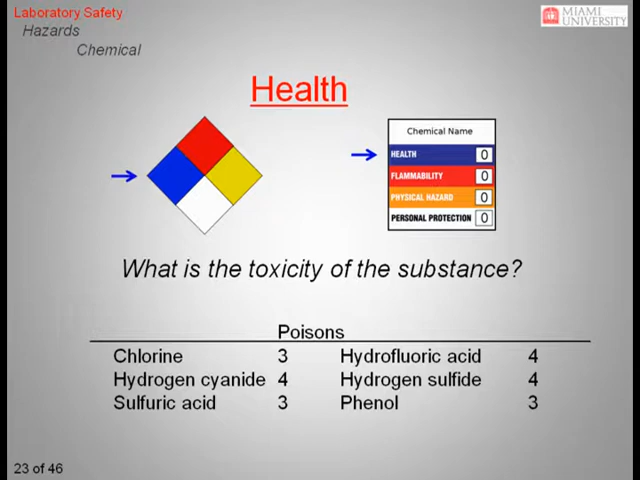 Laboratory Safety
Hazards
Chemical
MIAMI
UNIVERSITY
Health
Chemical Name
HEALTH 0
FLAMMABILITY 0
PHYSICAL HAZARD 0
PERSONAL PROTECTION 0
What is the toxicity of the substance?
Poisons
Chlorine 3 Hydrofluoric acid 4
Hydrogen cyanide 4 Hydrogen sulfide 4
Sulfuric acid 3 Phenol 3
23 of 46